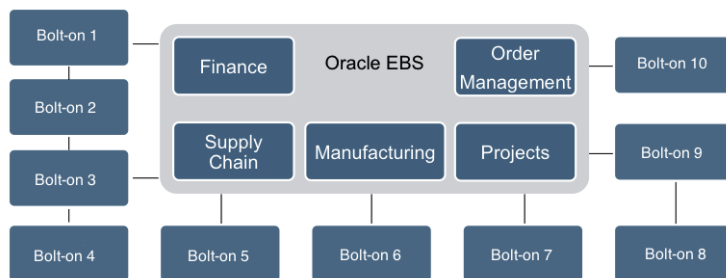 Bolt-on 1
Finance
Oracle EBS
Order
Management
Bolt-on 10
Bolt-on 2
Supply
Chain
Manufacturing
Projects
Bolt-on 9
Bolt-on 3
Bolt-on 4
Bolt-on 5
Bolt-on 6
Bolt-on 7
Bolt-on 8